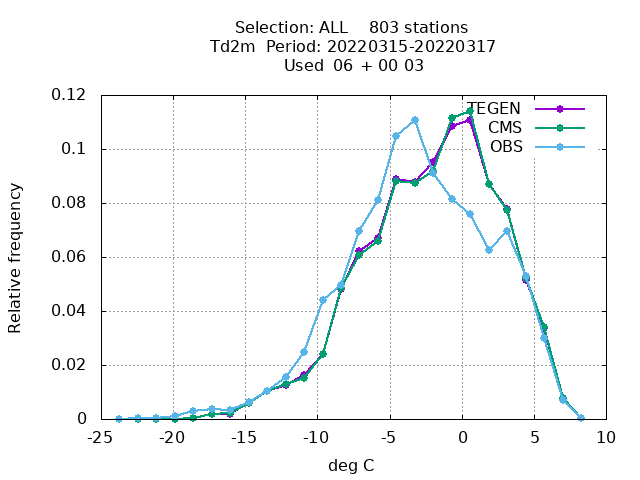 Selection: ALL    803 stations
Td2m  Period: 20220315-20220317
Used  06 + 00 03
0.12
0.1
0.08
0.06
0.04
0.02
0
Relative frequency
TEGEN
CMS
OBS
-25 -20 -15 -10 -5 0 5 10
deg C